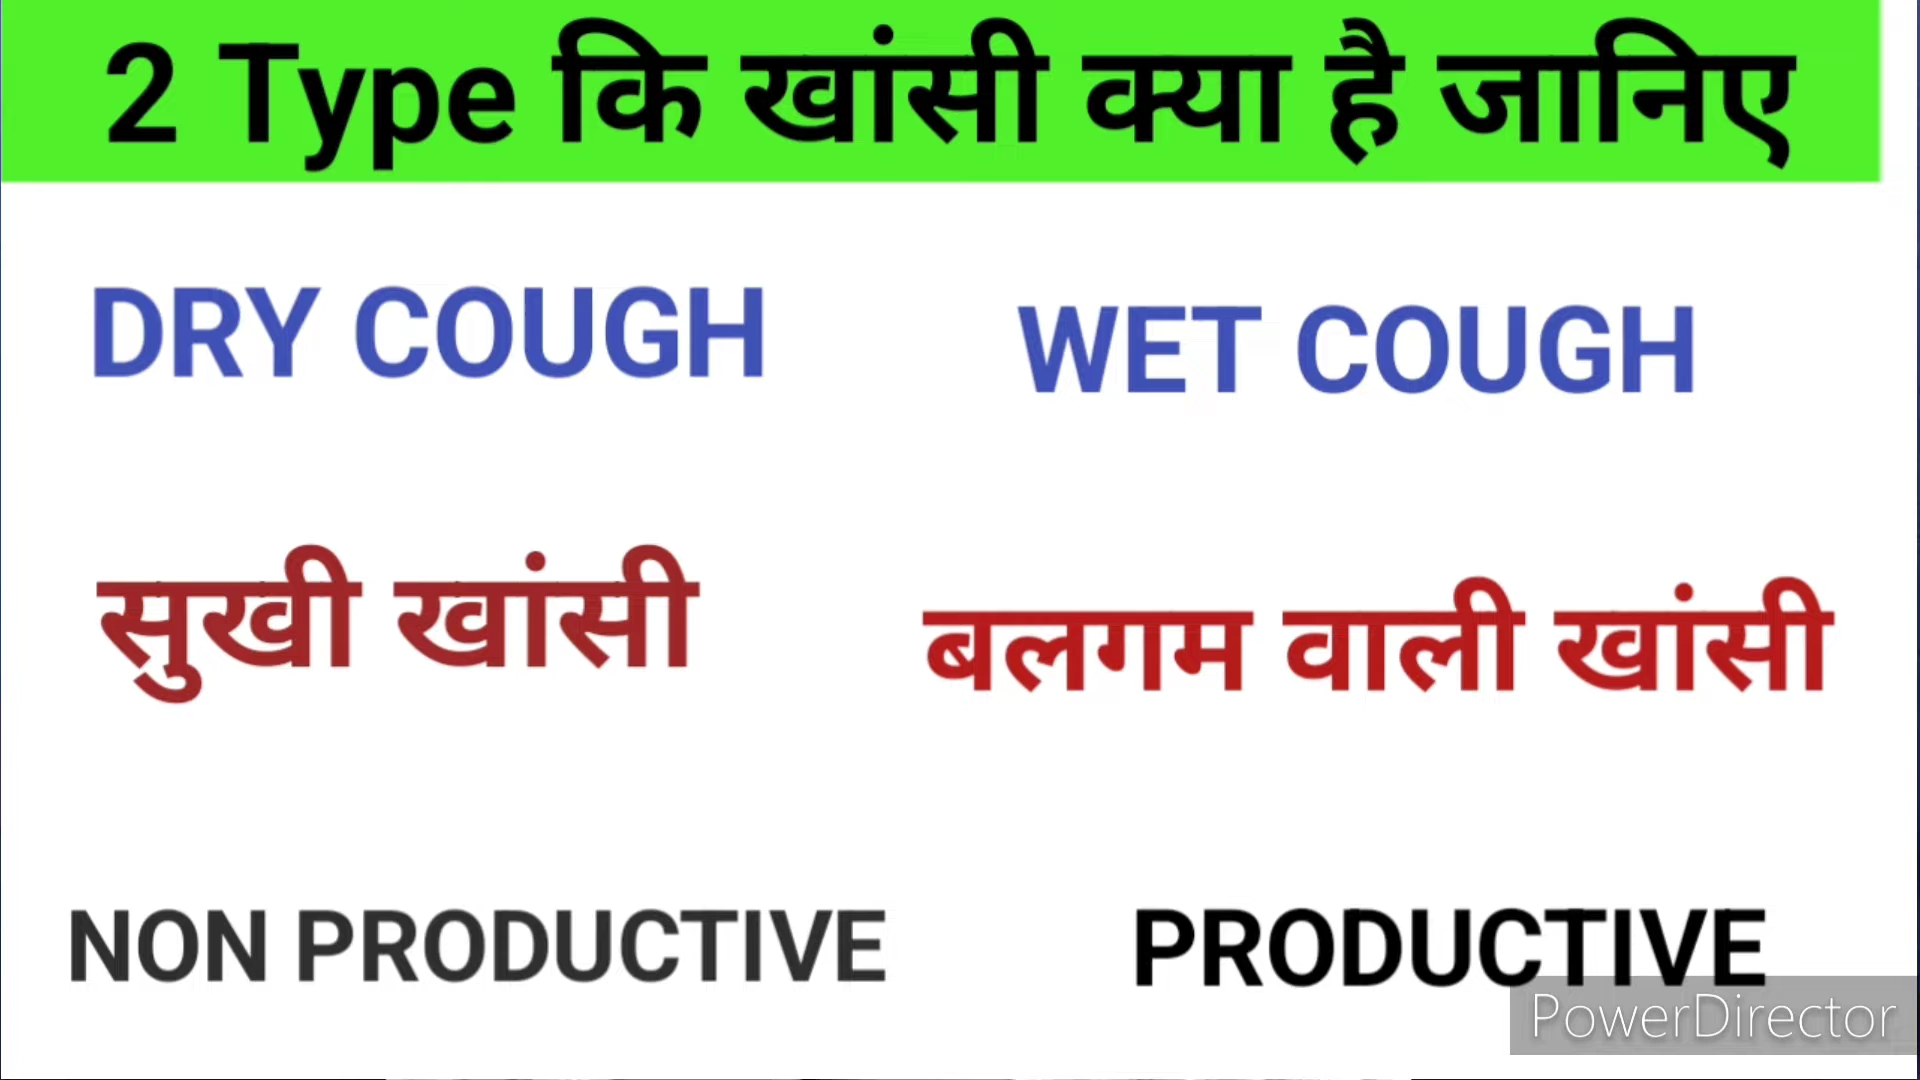 2 Type कि खांसी क्या है जानिए
DRY COUGH
WET COUGH
सुखी खांसी
बलगम वाली खांसी
NON PRODUCTIVE
PRODUCTIVE
PowerDirector